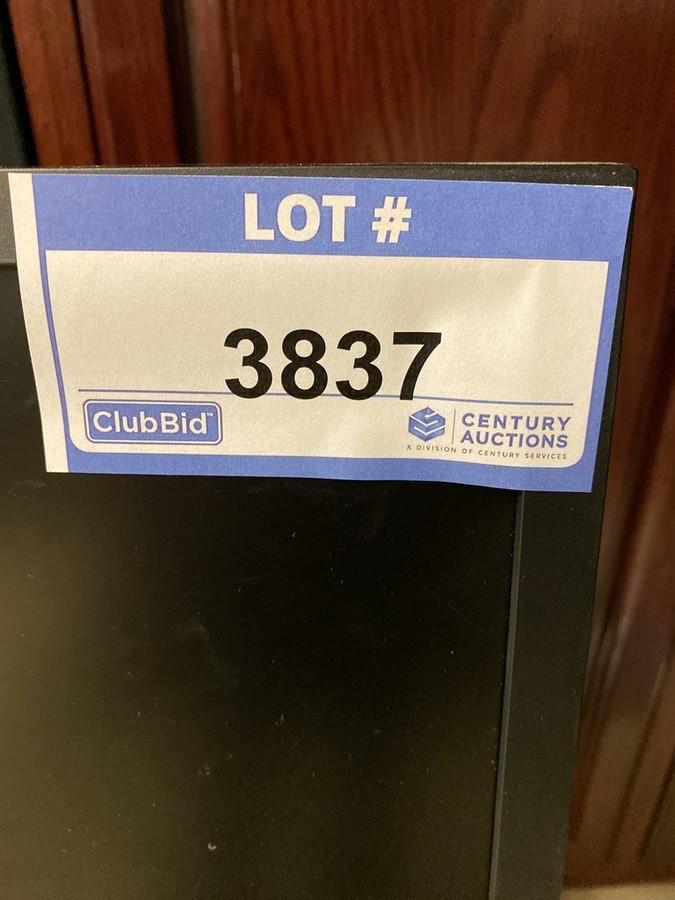 LOT #
3837
ClubBid™
CENTURY
AUCTIONS
A DIVISION OF CENTURY SERVICES